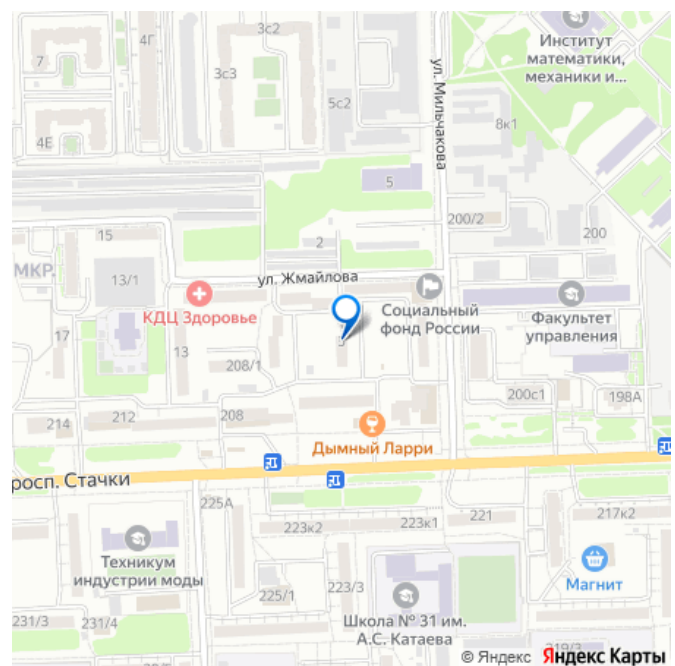 3с2
4Г
7
3с3
5с2
4Е
Институт
математики,
механики и...
ул. Мильчакова
8к1
5
200/2
200
15
2
МКР.
13/1
ул. Жмайлова
КДЦ Здоровье
Социальный
фонд России
Факультет
управления
17
13
208/1
3
200с1
198А
214
212
208
Дымный Ларри
росп. Стачки
225А
223к2
223к1
221
217к2
Техникум
индустрии моды
Магнит
225/1
223/3
Школа № 31 им.
А.С. Катаева
231/3
231/4
219/3
© Яндекс Яндекс Карты